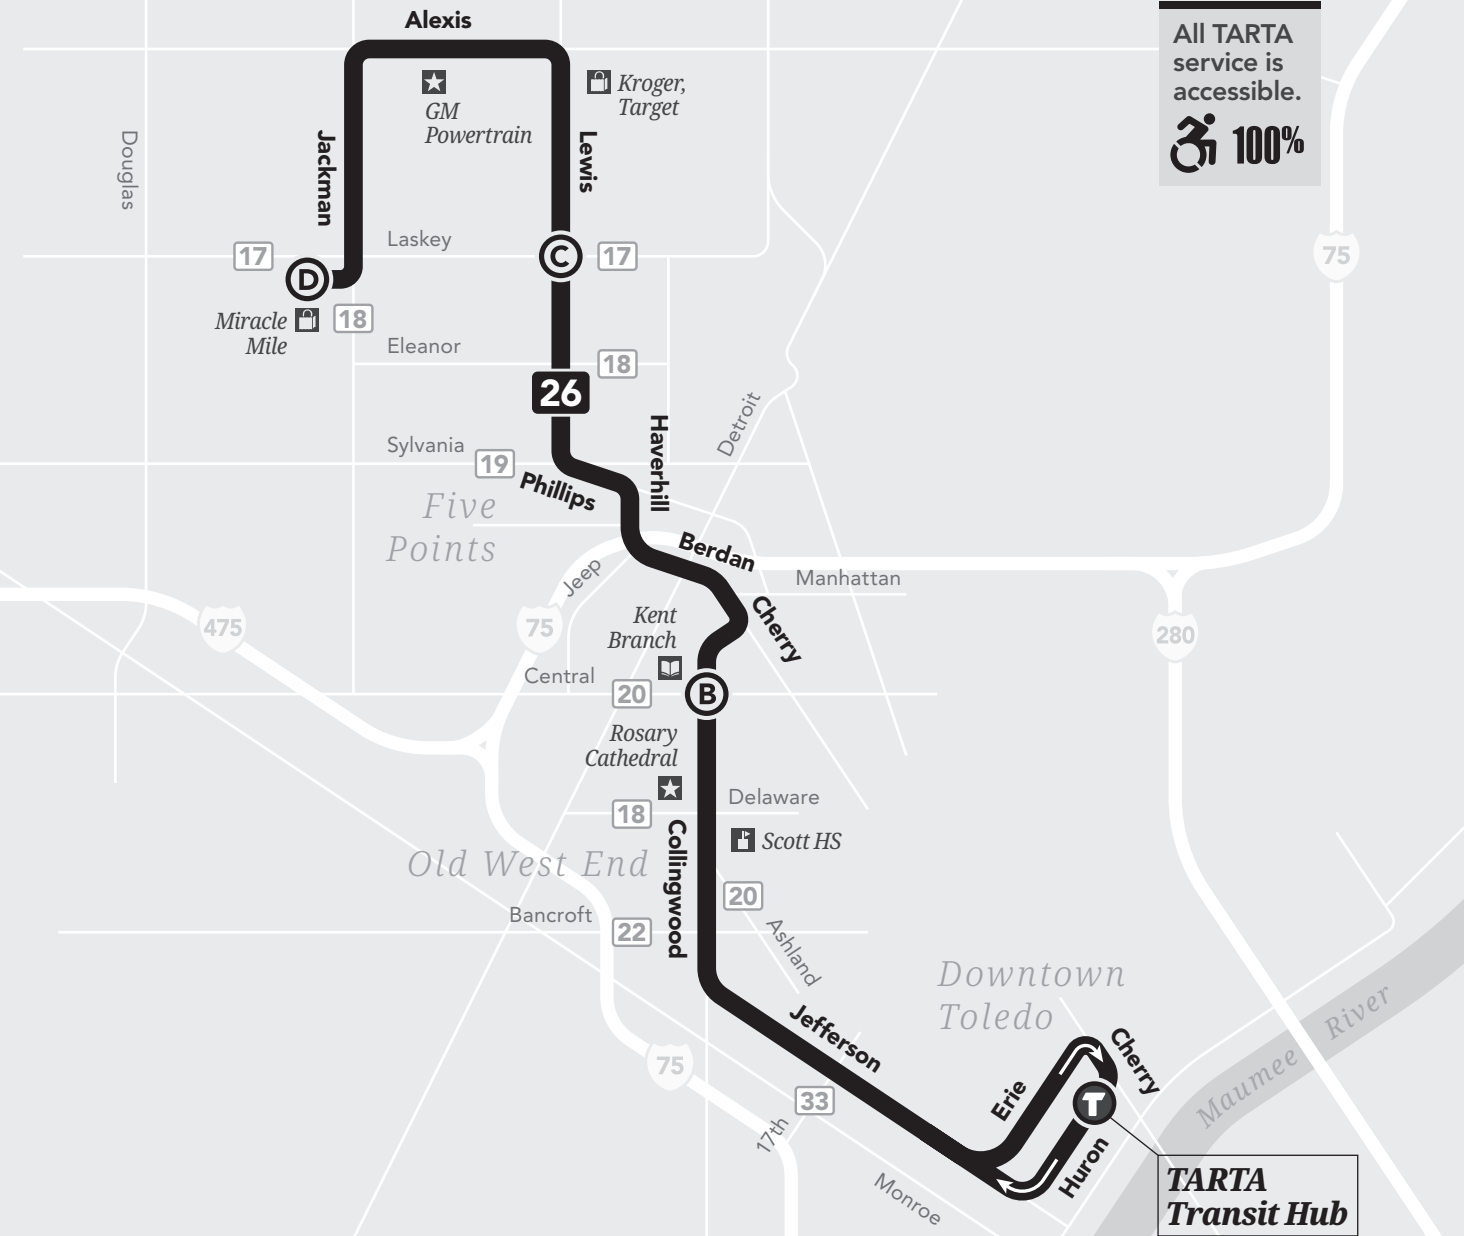 Alexis
All TARTA
service is
accessible.
100%
GM
Powertrain
Kroger,
Target
Douglas
Jackman
Lewis
17
Laskey
C
17
75
D
Miracle
Mile
18
Eleanor
18
26
Haverhill
Detroit
Sylvania
19
Phillips
Five
Points
Berdan
Jeep
Manhattan
475
75
Kent
Branch
Cherry
280
Central
20
B
Rosary
Cathedral
18
Delaware
Collingwood
Scott HS
Old West End
20
Bancroft
22
Ashland
Downtown
Toledo
Jefferson
75
33
17th
Erie
Cherry
T
Huron
Maumee River
Monroe
TARTA
Transit Hub